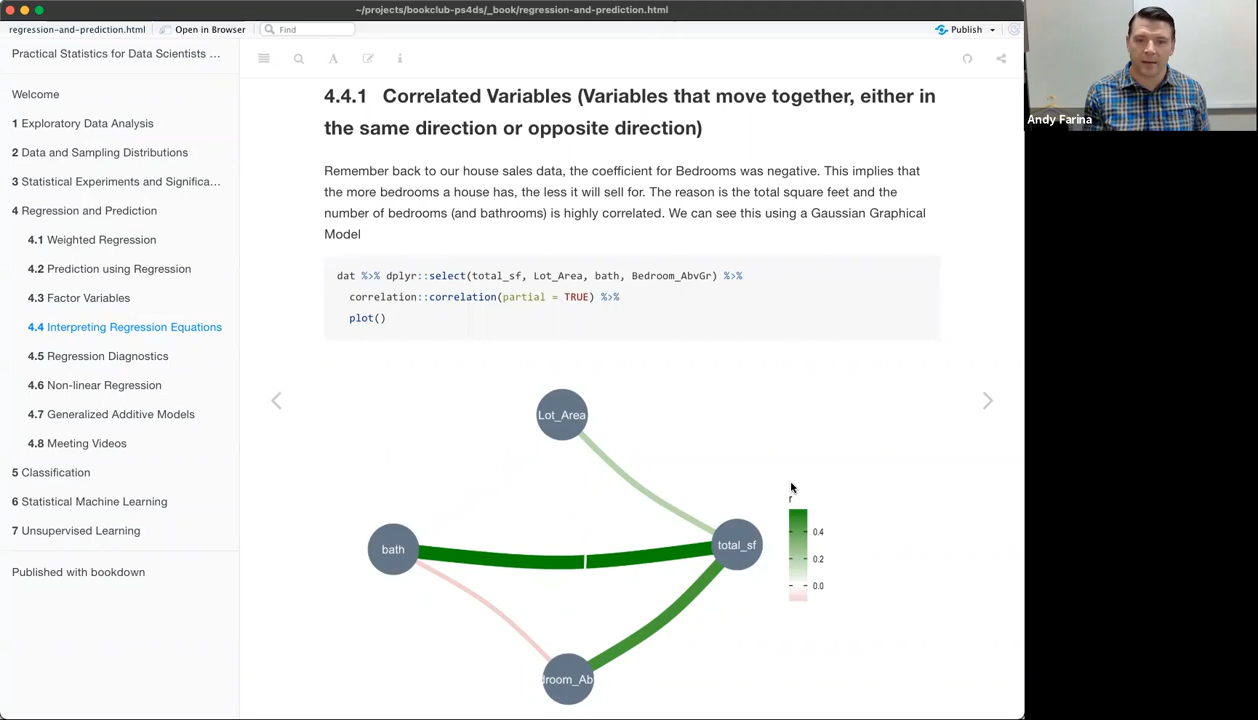 ~/projects/bookclub-ps4ds/_book/regression-and-prediction.html
regression-and-prediction.html
Open in Browser
Find
Publish
Practical Statistics for Data Scientists ...
Welcome
1 Exploratory Data Analysis
2 Data and Sampling Distributions
3 Statistical Experiments and Significa...
4 Regression and Prediction
4.1 Weighted Regression
4.2 Prediction using Regression
4.3 Factor Variables
4.4 Interpreting Regression Equations
4.5 Regression Diagnostics
4.6 Non-linear Regression
4.7 Generalized Additive Models
4.8 Meeting Videos
5 Classification
6 Statistical Machine Learning
7 Unsupervised Learning
Published with bookdown
4.4.1 Correlated Variables (Variables that move together, either in
the same direction or opposite direction)
Remember back to our house sales data, the coefficient for Bedrooms was negative. This implies that
the more bedrooms a house has, the less it will sell for. The reason is the total square feet and the
number of bedrooms (and bathrooms) is highly correlated. We can see this using a Gaussian Graphical
Model
dat %>% dplyr::select(total_sf, Lot_Area, bath, Bedroom_AbvGr) %>%
correlation::correlation(partial = TRUE) %>%
plot()
Lot_Area
bath
total_sf
droom_Ab
r
0.4
0.2
0.0
Andy Farina